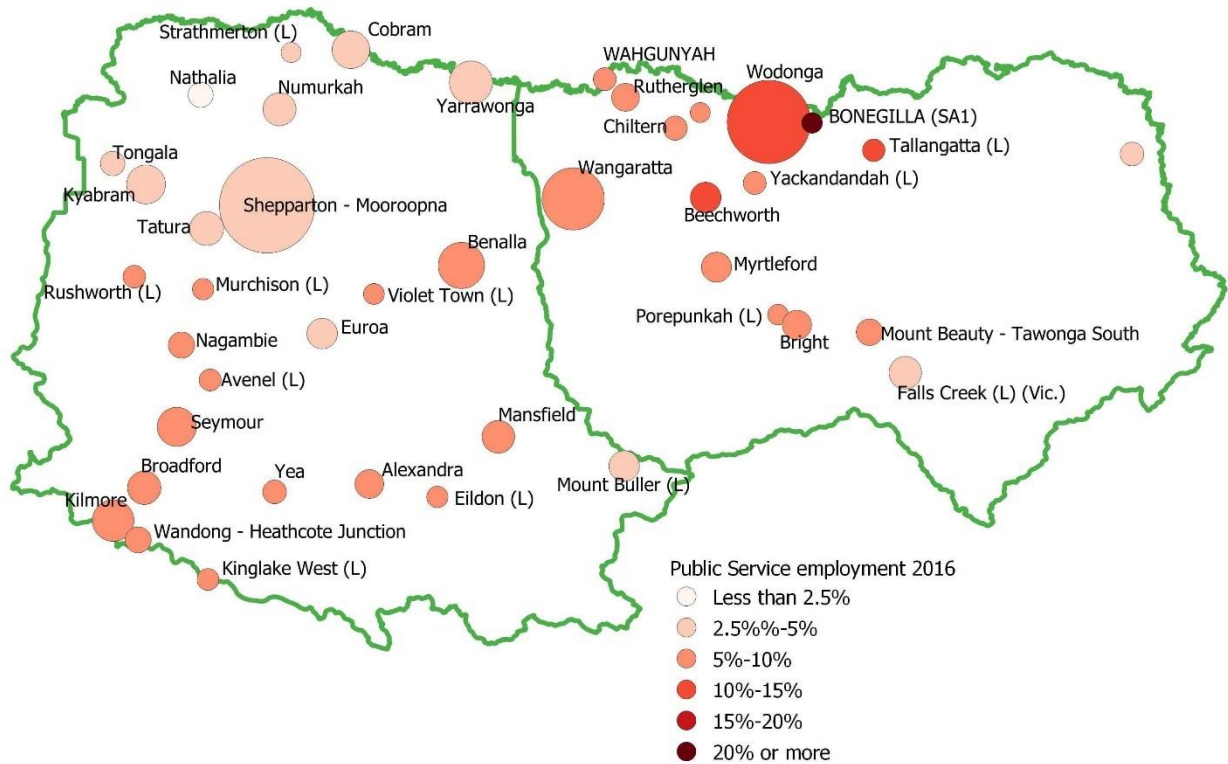 Cobram
Strathmerton (L)
WAHGUNYAH
Wodonga
Nathalia
Numurkah
Yarrawonga
Rutherglen
Chiltern
BONEGILLA (SA1)
Tallangatta (L)
Tongala
Kyabram
Wangaratta
Yackandandah (L)
Shepparton - Mooroopna
Beechworth
Tatura
Benalla
Myrtleford
Rushworth (L)
Murchison (L)
Violet Town (L)
Porepunkah (L)
Euroa
Mount Beauty - Tawonga South
Nagambie
Bright
Avenel (L)
Falls Creek (L) (Vic.)
Seymour
Mansfield
Broadford
Yea
Alexandra
Mount Buller (L)
Eildon (L)
Kilmore
Wandong - Heathcote Junction
Kinglake West (L)
Public Service employment 2016
Less than 2.5%
2.5%%-5%
5%-10%
10%-15%
15%-20%
20% or more